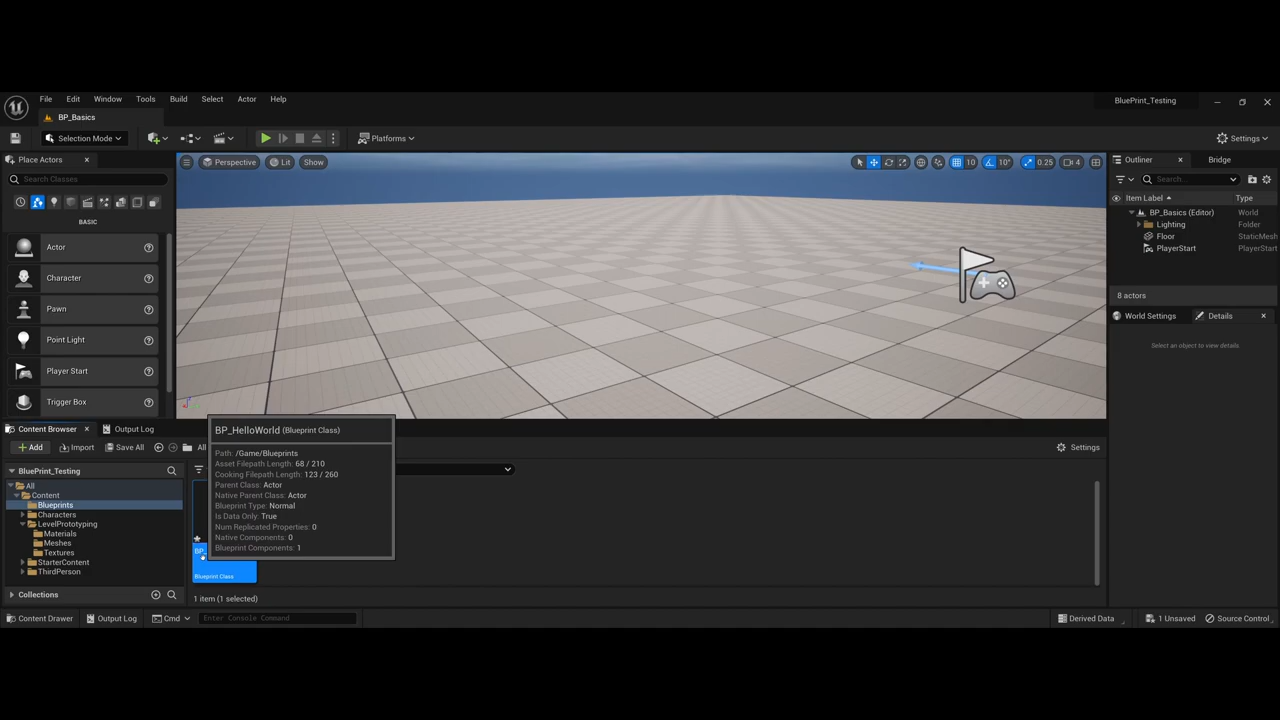 File Edit Window Tools Build Select Actor Help
BluePrint_Testing
BP_Basics
Selection Mode
Platforms
Settings
Place Actors
Search Classes
BASIC
Actor
Character
Pawn
Point Light
Player Start
Trigger Box
Perspective Lit Show
10 10° 0.25 4
Outliner Bridge
Search...
Item Label Type
BP_Basics (Editor) World
Lighting Folder
Floor StaticMesh
PlayerStart PlayerStart
8 actors
World Settings Details
Select an object to view details.
Content Browser Output Log
Add Import Save All All
Settings
BluePrint_Testing
All
Content
Blueprints
Characters
LevelPrototyping
Materials
Meshes
Textures
StarterContent
ThirdPerson
Collections
BP_HelloWorld (Blueprint Class)
Path: /Game/Blueprints
Asset Filepath Length: 68 / 210
Cooking Filepath Length: 123 / 260
Parent Class: Actor
Native Parent Class: Actor
Blueprint Type: Normal
Is Data Only: True
Num Replicated Properties: 0
Native Components: 0
Blueprint Components: 1
BP_
Blueprint Class
1 item (1 selected)
Content Drawer Output Log Cmd Enter Console Command
Derived Data 1 Unsaved Source Control